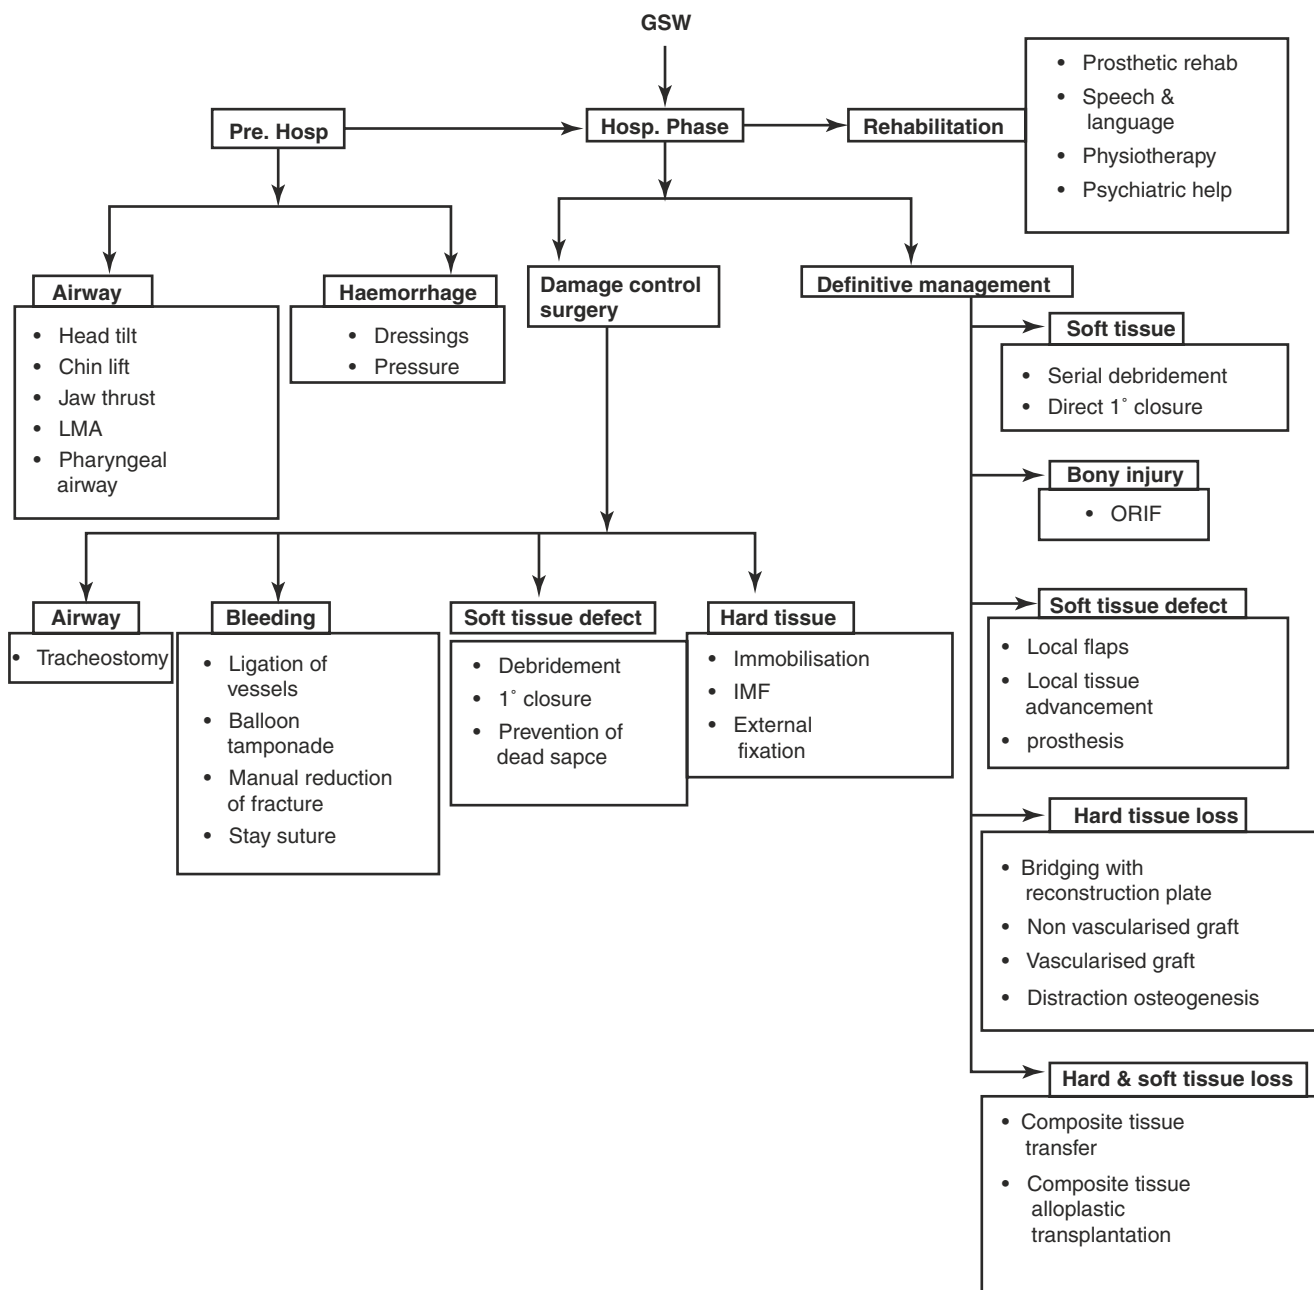 GSW
Pre. Hosp
Hosp. Phase
Rehabilitation
• Prosthetic rehab
• Speech &
language
• Physiotherapy
• Psychiatric help
Airway
• Head tilt
• Chin lift
• Jaw thrust
• LMA
• Pharyngeal
airway
Haemorrhage
• Dressings
• Pressure
Damage control
surgery
Definitive management
Soft tissue
• Serial debridement
• Direct 1° closure
Bony injury
• ORIF
Airway
• Tracheostomy
Bleeding
• Ligation of
vessels
• Balloon
tamponade
• Manual reduction
of fracture
• Stay suture
Soft tissue defect
• Debridement
• 1° closure
• Prevention of
dead sapce
Hard tissue
• Immobilisation
• IMF
• External
fixation
Soft tissue defect
• Local flaps
• Local tissue
advancement
• prosthesis
Hard tissue loss
• Bridging with
reconstruction plate
• Non vascularised graft
• Vascularised graft
• Distraction osteogenesis
Hard & soft tissue loss
• Composite tissue
transfer
• Composite tissue
alloplastic
transplantation